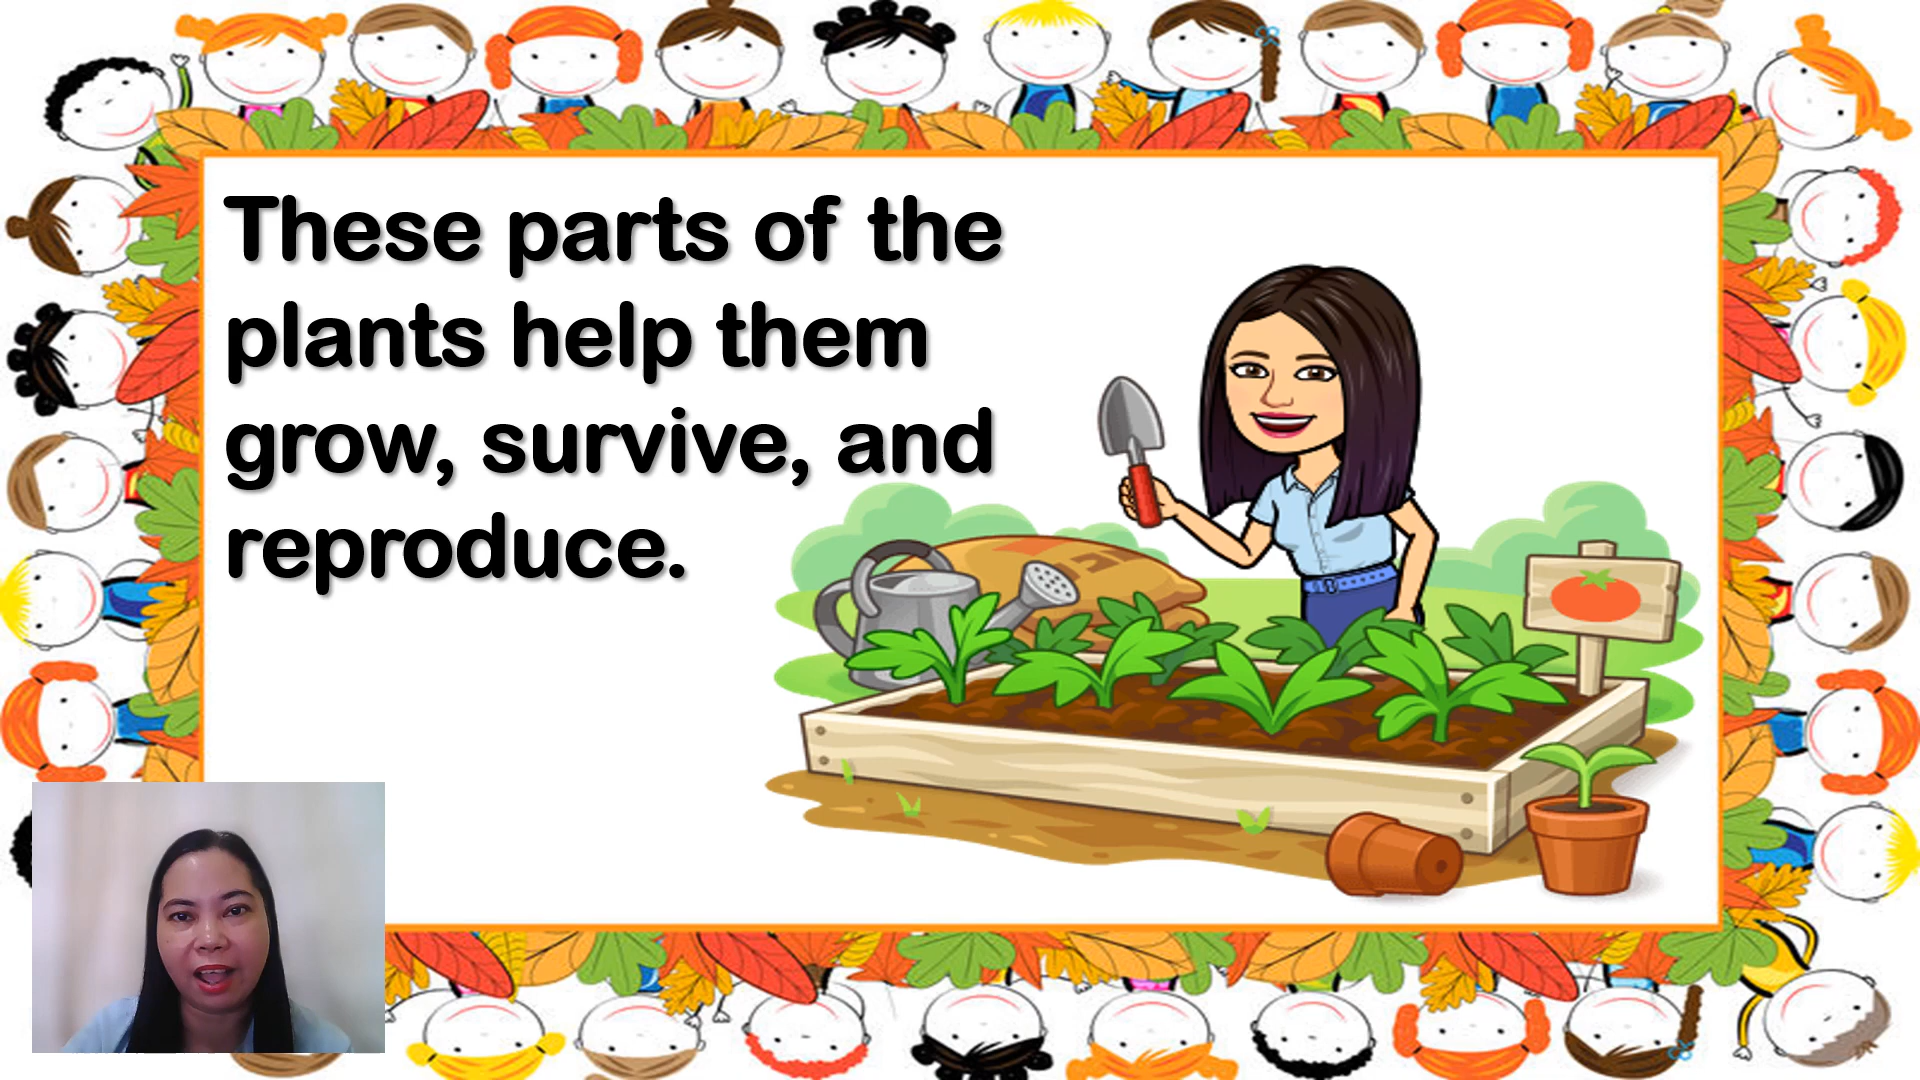 These parts of the
plants help them
grow, survive, and
reproduce.